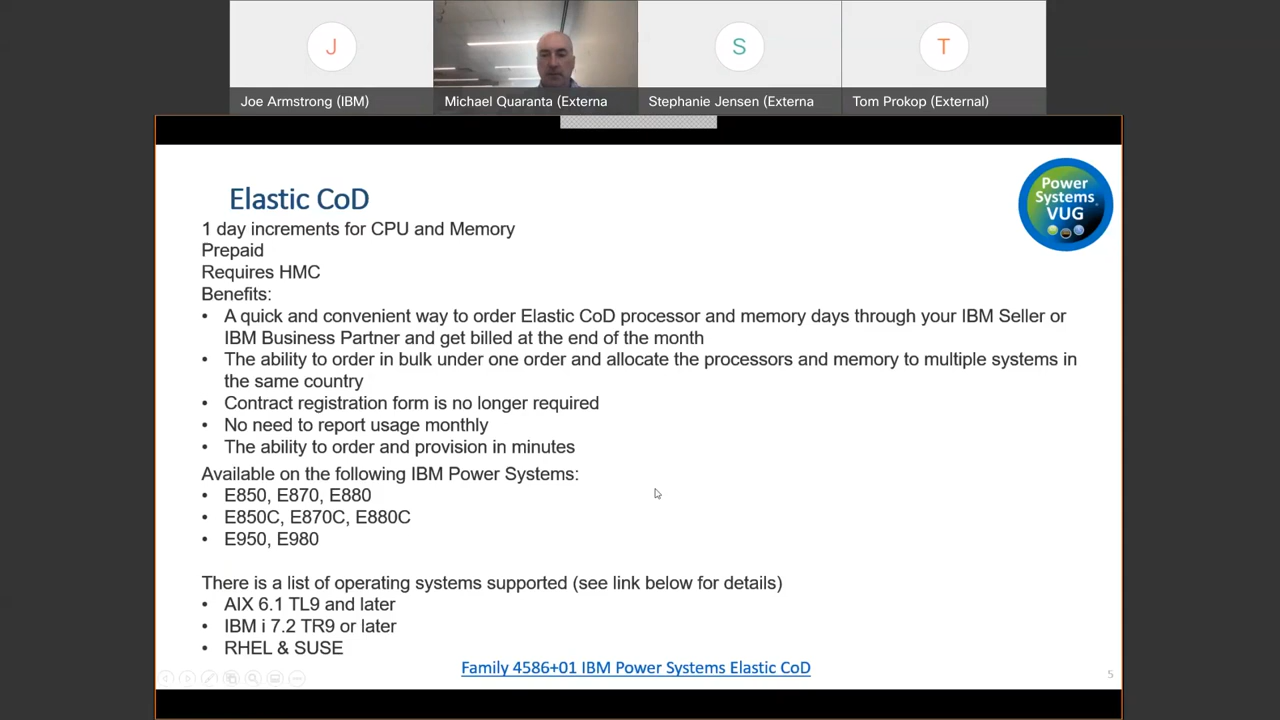 J
S
T
Joe Armstrong (IBM)
Michael Quaranta (Externa
Stephanie Jensen (Externa
Tom Prokop (External)
Elastic CoD
Power
Systems
VUG
1 day increments for CPU and Memory
Prepaid
Requires HMC
Benefits:
• A quick and convenient way to order Elastic CoD processor and memory days through your IBM Seller or
IBM Business Partner and get billed at the end of the month
• The ability to order in bulk under one order and allocate the processors and memory to multiple systems in
the same country
• Contract registration form is no longer required
• No need to report usage monthly
• The ability to order and provision in minutes
Available on the following IBM Power Systems:
• E850, E870, E880
• E850C, E870C, E880C
• E950, E980
There is a list of operating systems supported (see link below for details)
• AIX 6.1 TL9 and later
• IBM i 7.2 TR9 or later
• RHEL & SUSE
Family 4586+01 IBM Power Systems Elastic CoD
5